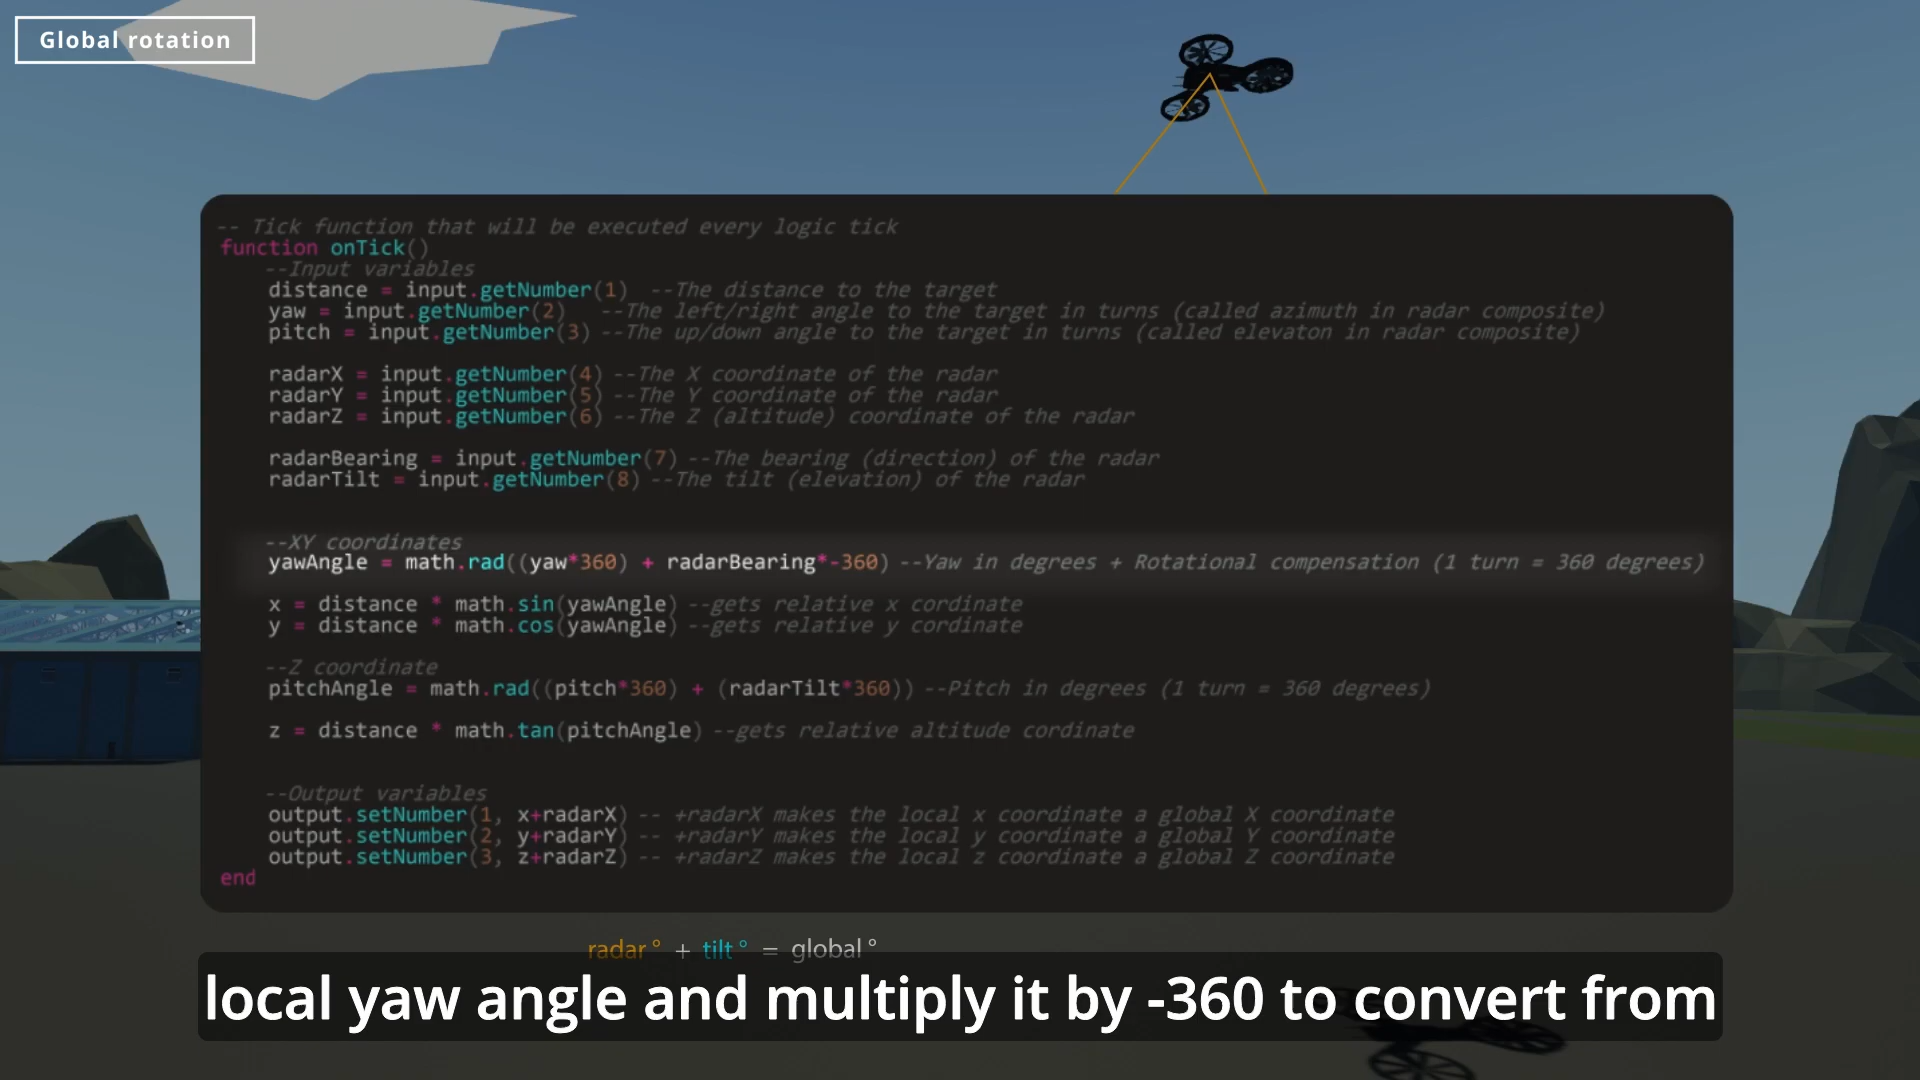 Global rotation
-- Tick function that will be executed every logic tick
function onTick()
--Input variables
distance = input.getNumber(1)  --The distance to the target
yaw = input.getNumber(2)   --The left/right angle to the target in turns (called azimuth in radar composite)
pitch = input.getNumber(3) --The up/down angle to the target in turns (called elevaton in radar composite)
radarX = input.getNumber(4) --The X coordinate of the radar
radarY = input.getNumber(5) --The Y coordinate of the radar
radarZ = input.getNumber(6) --The Z (altitude) coordinate of the radar
radarBearing = input.getNumber(7) --The bearing (direction) of the radar
radarTilt = input.getNumber(8) --The tilt (elevation) of the radar
--XY coordinates
yawAngle = math.rad((yaw*360) + radarBearing*-360) --Yaw in degrees + Rotational compensation (1 turn = 360 degrees)
x = distance * math.sin(yawAngle) --gets relative x cordinate
y = distance * math.cos(yawAngle) --gets relative y cordinate
--Z coordinate
pitchAngle = math.rad((pitch*360) + (radarTilt*360)) --Pitch in degrees (1 turn = 360 degrees)
z = distance * math.tan(pitchAngle) --gets relative altitude cordinate
--Output variables
output.setNumber(1, x+radarX) -- +radarX makes the local x coordinate a global X coordinate
output.setNumber(2, y+radarY) -- +radarY makes the local y coordinate a global Y coordinate
output.setNumber(3, z+radarZ) -- +radarZ makes the local z coordinate a global Z coordinate
end
radar° + tilt° = global°
local yaw angle and multiply it by -360 to convert from